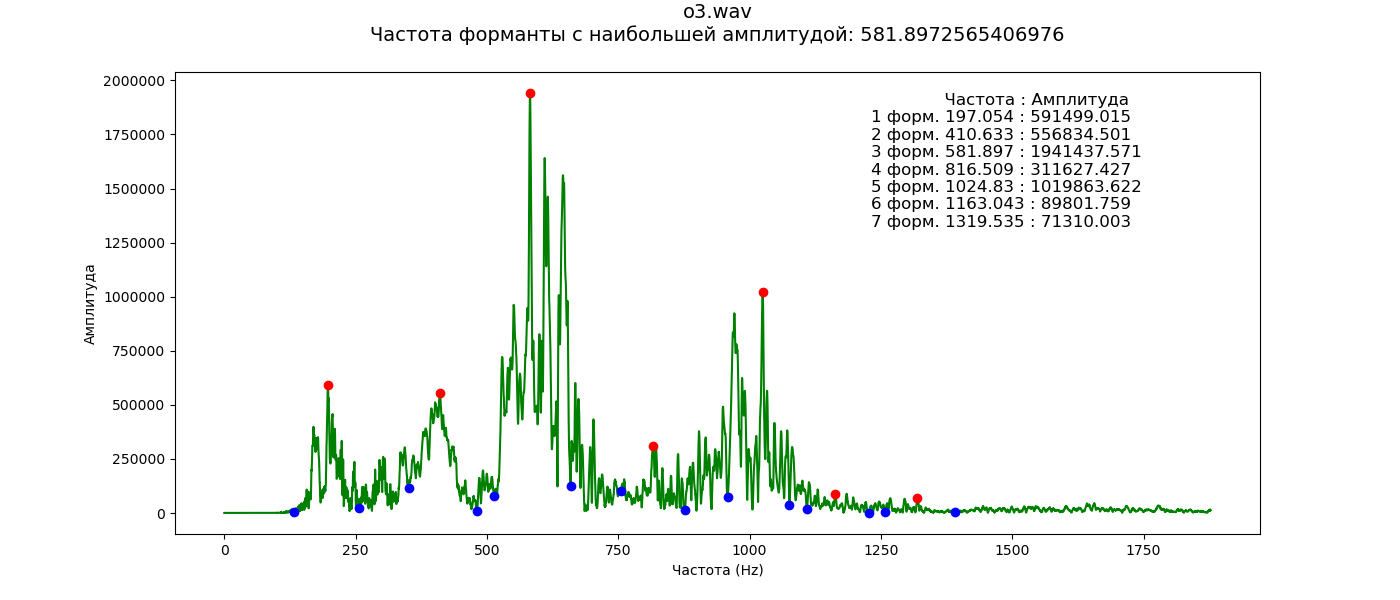 o3.wav
Частота форманты с наибольшей амплитудой: 581.8972565406976
Частота : Амплитуда
1 форм. 197.054 : 591499.015
2 форм. 410.633 : 556834.501
3 форм. 581.897 : 1941437.571
4 форм. 816.509 : 311627.427
5 форм. 1024.83 : 1019863.622
6 форм. 1163.043 : 89801.759
7 форм. 1319.535 : 71310.003
Амплитуда
2000000
1750000
1500000
1250000
1000000
750000
500000
250000
0
0 250 500 750 1000 1250 1500 1750
Частота (Hz)